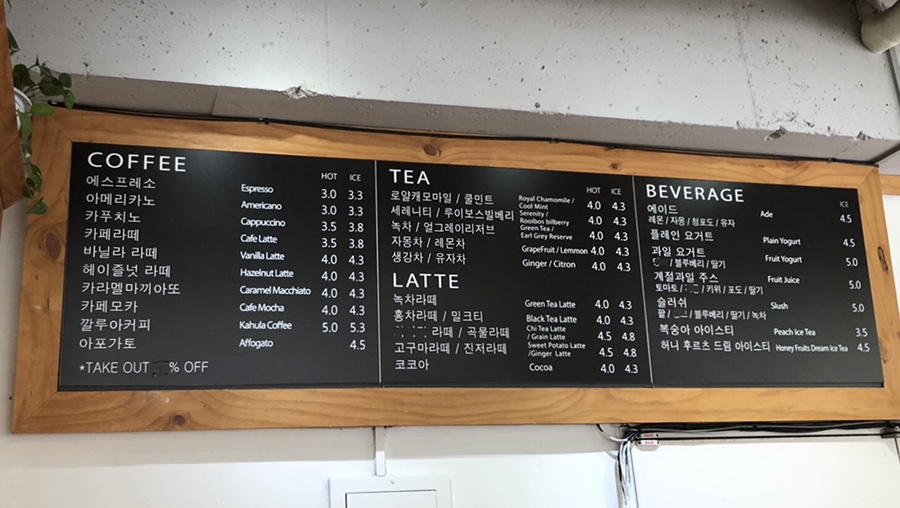 COFFEE
HOT ICE
에스프레소 Espresso 3.0 3.3
아메리카노 Americano 3.0 3.3
카푸치노 Cappuccino 3.5 3.8
카페라떼 Cafe Latte 3.5 3.8
바닐라 라떼 Vanilla Latte 4.0 4.3
헤이즐넛 라떼 Hazelnut Latte 4.0 4.3
카라멜마끼아또 Caramel Macchiato 4.0 4.3
카페모카 Cafe Mocha 4.0 4.3
깔루아커피 Kahula Coffee 5.0 5.3
아포가토 Affogato 4.5
*TAKE OUT % OFF
TEA
HOT ICE
로얄캐모마일 / 쿨민트 Royal Chamomile / Cool Mint 4.0 4.3
세레니티 / 루이보스빌베리 Serenity / Rooibos bilberry 4.0 4.3
녹차 / 얼그레이리저브 Green Tea / Earl Grey Reserve 4.0 4.3
자몽차 / 레몬차 GrapeFruit / Lemmon 4.0 4.3
생강차 / 유자차 Ginger / Citron 4.0 4.3
LATTE
녹차라떼 Green Tea Latte 4.0 4.3
홍차라떼 / 밀크티 Black Tea Latte 4.0 4.3
라떼 / 곡물라떼 Chi Tea Latte / Grain Latte 4.5 4.8
고구마라떼 / 진저라떼 Sweet Potato Latte /Ginger Latte 4.5 4.8
코코아 Cocoa 4.0 4.3
BEVERAGE
ICE
에이드 Ade 4.5
레몬 / 자몽 / 청포도 / 유자
플레인 요거트 Plain Yogurt 4.5
과일 요거트 Fruit Yogurt 5.0
/ 블루베리 / 딸기
계절과일 주스 Fruit Juice 5.0
토마토 / / 키위 / 포도 / 딸기
슬러쉬 Slush 5.0
팥 / / 블루베리 / 딸기 / 녹차
복숭아 아이스티 Peach Ice Tea 3.5
허니 후르츠 드림 아이스티 Honey Fruits Dream Ice Tea 4.5